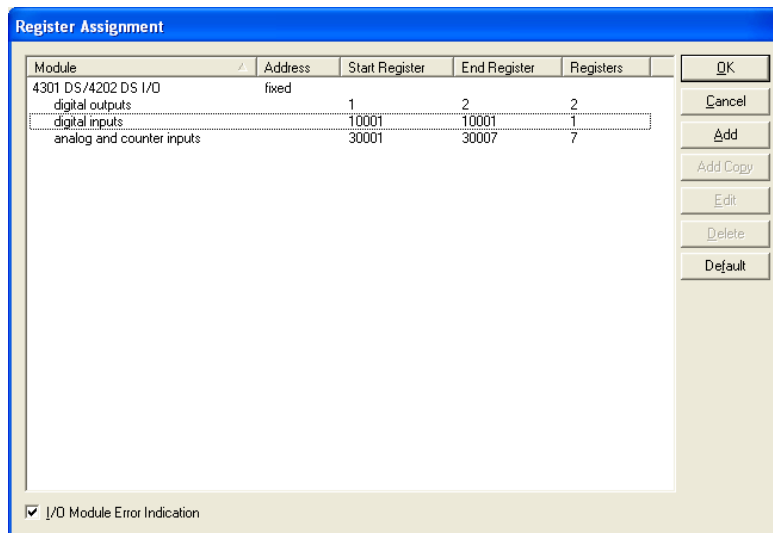 Register Assignment
Module Address Start Register End Register Registers
4301 DS/4202 DS I/O fixed
digital outputs 1 2 2
digital inputs 10001 10001 1
analog and counter inputs 30001 30007 7
OK
Cancel
Add
Add Copy
Edit
Delete
Default
I/O Module Error Indication